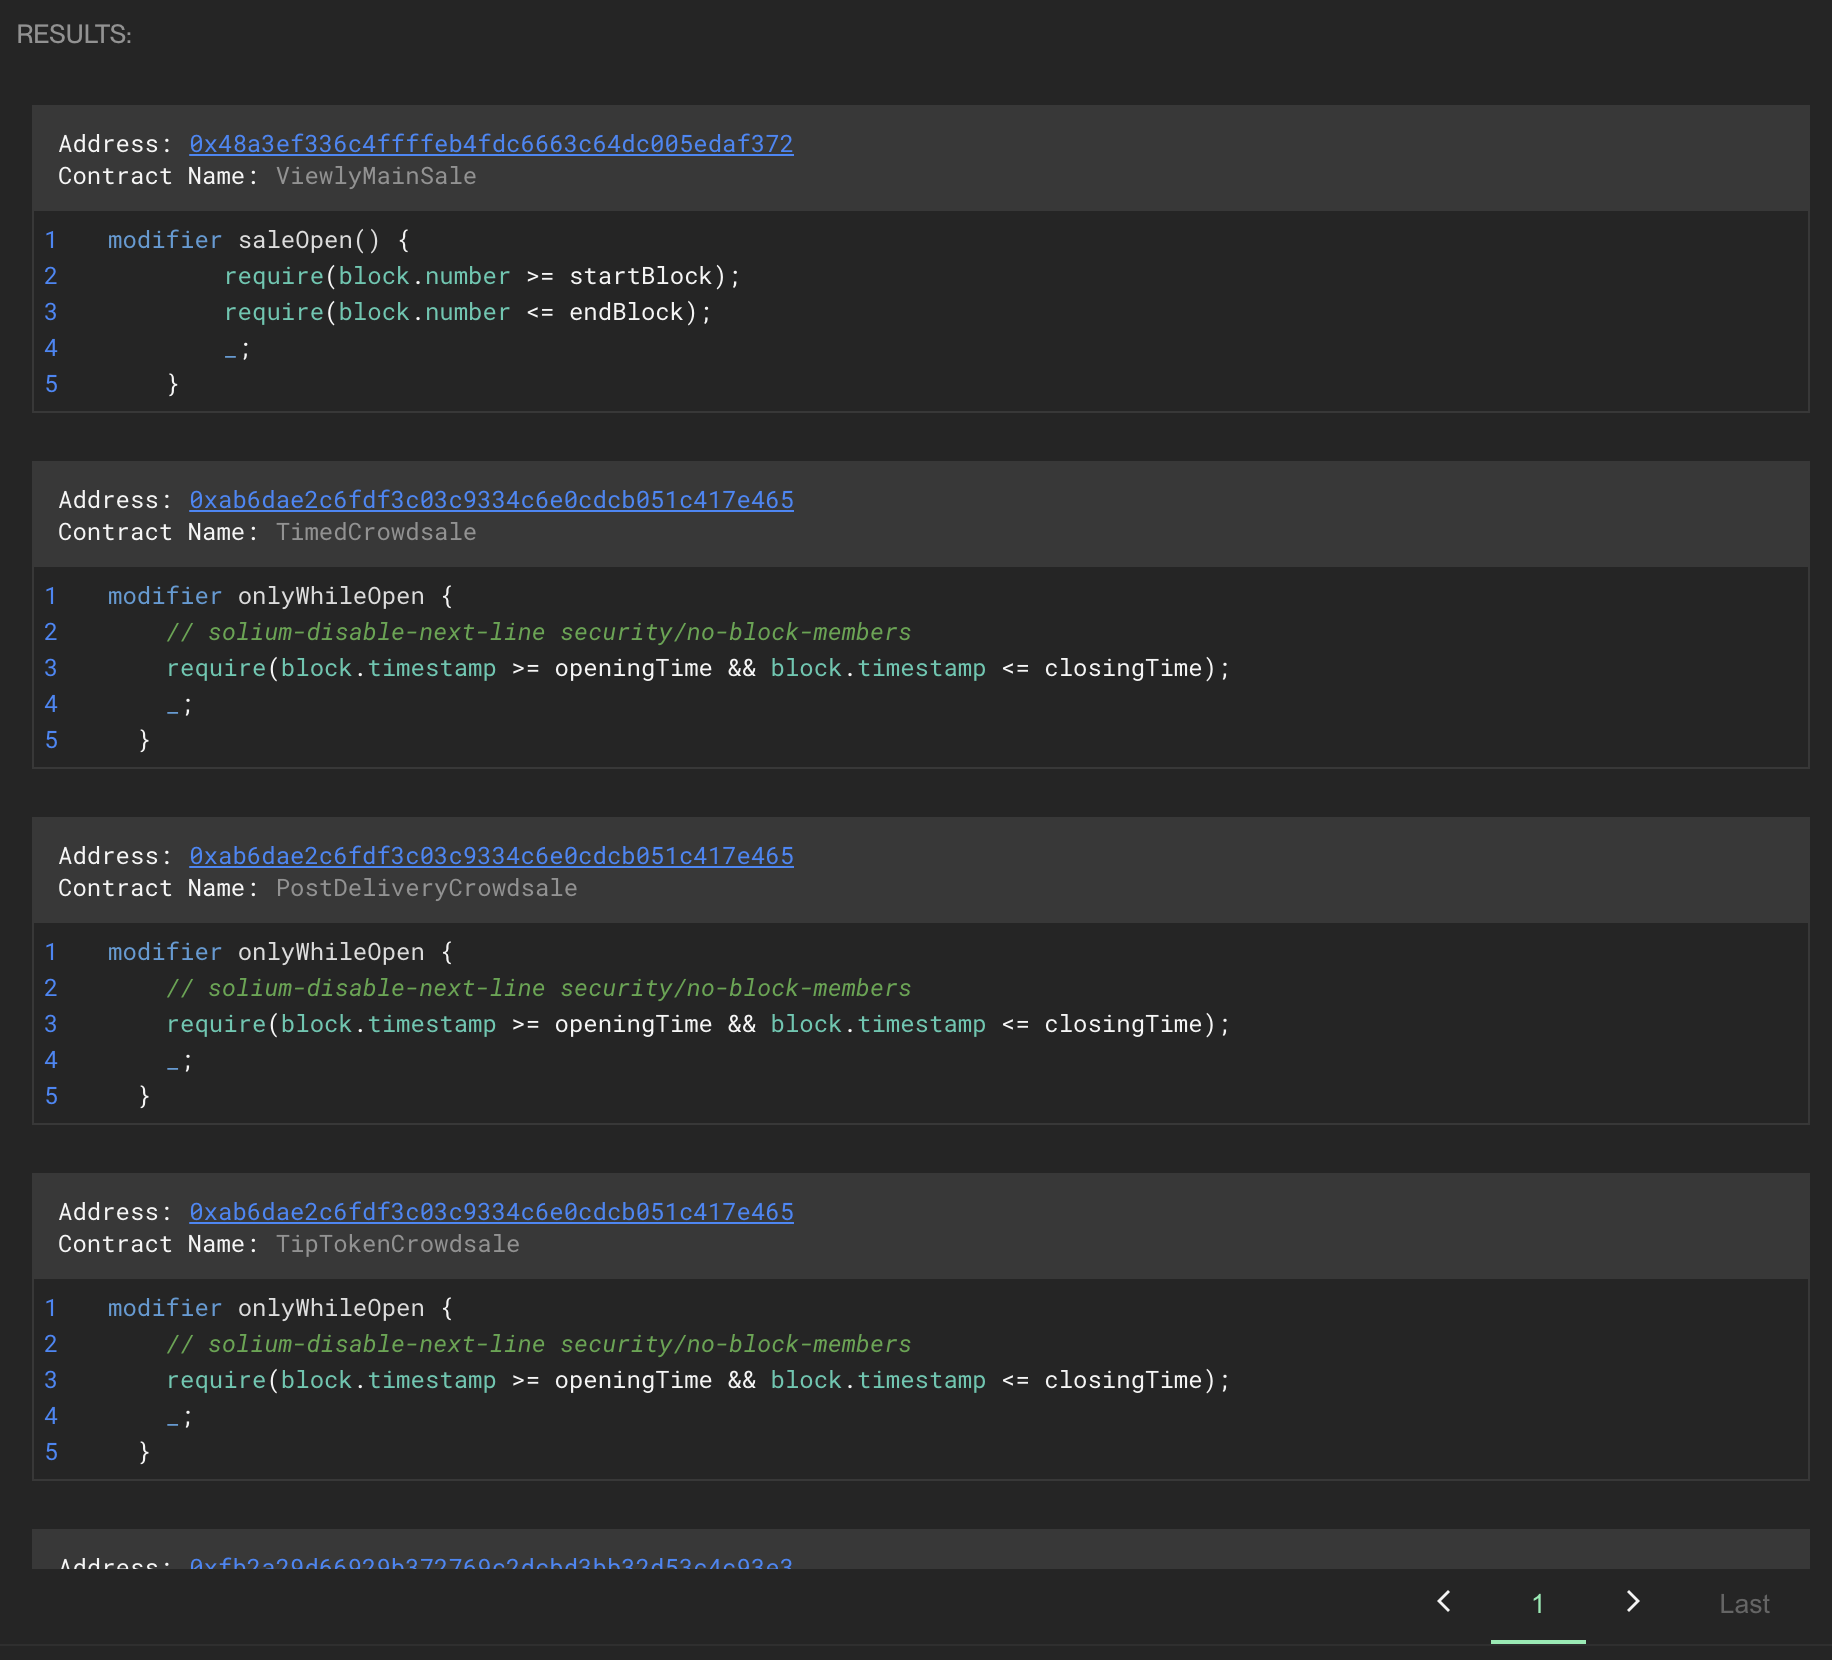 RESULTS:
Address: 0x48a3ef336c4ffffeb4fdc6663c64dc005edaf372
Contract Name: ViewlyMainSale
1 modifier saleOpen() {
2 require(block.number >= startBlock);
3 require(block.number <= endBlock);
4 _;
5 }
Address: 0xab6dae2c6fdf3c03c9334c6e0cdcb051c417e465
Contract Name: TimedCrowdsale
1 modifier onlyWhileOpen {
2 // solium-disable-next-line security/no-block-members
3 require(block.timestamp >= openingTime && block.timestamp <= closingTime);
4 _;
5 }
Address: 0xab6dae2c6fdf3c03c9334c6e0cdcb051c417e465
Contract Name: PostDeliveryCrowdsale
1 modifier onlyWhileOpen {
2 // solium-disable-next-line security/no-block-members
3 require(block.timestamp >= openingTime && block.timestamp <= closingTime);
4 _;
5 }
Address: 0xab6dae2c6fdf3c03c9334c6e0cdcb051c417e465
Contract Name: TipTokenCrowdsale
1 modifier onlyWhileOpen {
2 // solium-disable-next-line security/no-block-members
3 require(block.timestamp >= openingTime && block.timestamp <= closingTime);
4 _;
5 }
Address: 0xfb2a29d66929b372769c2dcbd3bb32d53c4c93e3
< 1 > Last